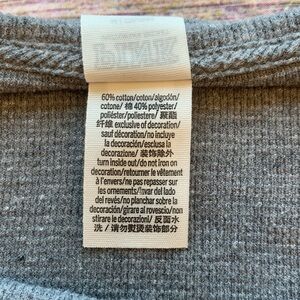 60% cotton/coton/algodón/
cotone/ 棉 40% polyester/
poliéster/poliestere/ 聚酯
纤维 exclusive of decoration/
sauf décoration/no incluye
la decoración/esclusa la
decorazione/ 装饰除外
turn inside out/do not iron on
decoration/retourner le vêtement
à l'envers/ne pas repasser sur
les ornements/lavar del lado
del revés/no planchar sobre la
decoración/girare al rovescio/non
stirare le decorazioni/ 反面水
洗 / 请勿熨烫装饰部分